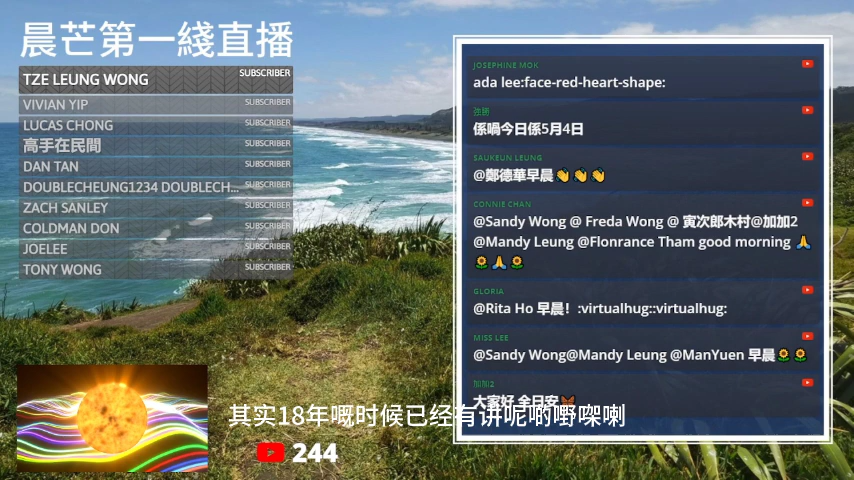 晨芒第一綫直播
TZE LEUNG WONG SUBSCRIBER
VIVIAN YIP SUBSCRIBER
LUCAS CHONG SUBSCRIBER
高手在民間 SUBSCRIBER
DAN TAN SUBSCRIBER
DOUBLECHEUNG1234 DOUBLECH... SUBSCRIBER
ZACH SANLEY SUBSCRIBER
COLDMAN DON SUBSCRIBER
JOELEE SUBSCRIBER
TONY WONG SUBSCRIBER
JOSEPHINE MOK
ada lee:face-red-heart-shape:
強勝
係喎今日係5月4日
SAUKEUN LEUNG
@鄭德華早晨👏👏👏
CONNIE CHAN
@Sandy Wong @ Freda Wong @ 寅次郎木村@加加2
@Mandy Leung @Flonrance Tham good morning 🙏
🌻🙏🌻
GLORIA
@Rita Ho 早晨！:virtualhug::virtualhug:
MISS LEE
@Sandy Wong@Mandy Leung @ManYuen 早晨🌻🌻
加加2
大家好 全日安🦋
其实18年嘅时候已经有讲呢啲嘢㗎喇
244